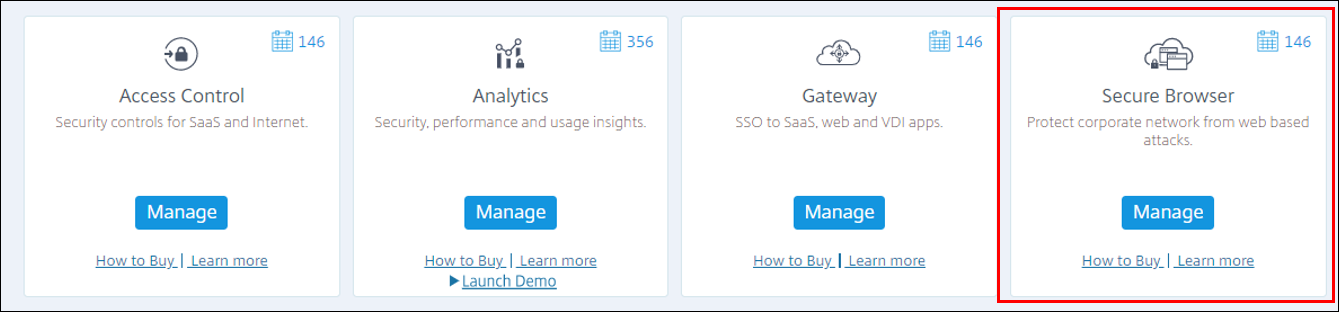 146
Access Control
Security controls for SaaS and Internet.
Manage
How to Buy | Learn more
356
Analytics
Security, performance and usage insights.
Manage
How to Buy | Learn more
Launch Demo
146
Gateway
SSO to SaaS, web and VDI apps.
Manage
How to Buy | Learn more
146
Secure Browser
Protect corporate network from web based
attacks.
Manage
How to Buy | Learn more